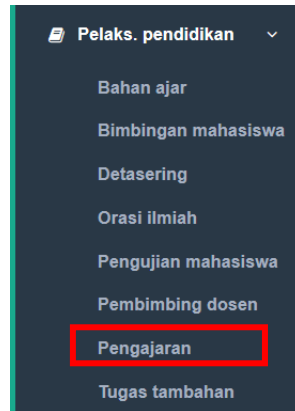 Pelaks. pendidikan
Bahan ajar
Bimbingan mahasiswa
Detasering
Orasi ilmiah
Pengujian mahasiswa
Pembimbing dosen
Pengajaran
Tugas tambahan